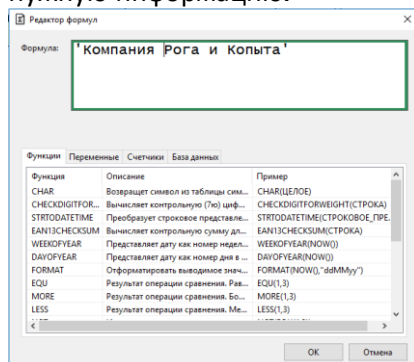 нужную информацию.
Редактор формул
Формула:
'Компания Рога и Копыта'
Функции Переменные Счетчики База данных
Функция Описание Пример
CHAR Возвращет символ из таблицы сим... CHAR(ЦЕЛОЕ)
CHECKDIGITFOR... Вычисляет контрольную (7ю) циф... CHECKDIGITFORWEIGHT(СТРОКА)
STRTODATETIME Преобразует строковое представле... STRTODATETIME(СТРОКОВОЕ_ПРЕ...
EAN13CHECKSUM Вычисляет контрольную сумму дл... EAN13CHECKSUM(СТРОКА)
WEEKOFYEAR Представляет дату как номер недел... WEEKOFYEAR(NOW())
DAYOFYEAR Представляет дату как номер дня в ... DAYOFYEAR(NOW())
FORMAT Отформатировать выводимое знач... FORMAT(NOW(),"ddMMyy")
EQU Результат операции сравнения. Рав... EQU(1,3)
MORE Результат операции сравнения. Бо... MORE(1,3)
LESS Результат операции сравнения. Ме... LESS(1,3)
OK Отмена